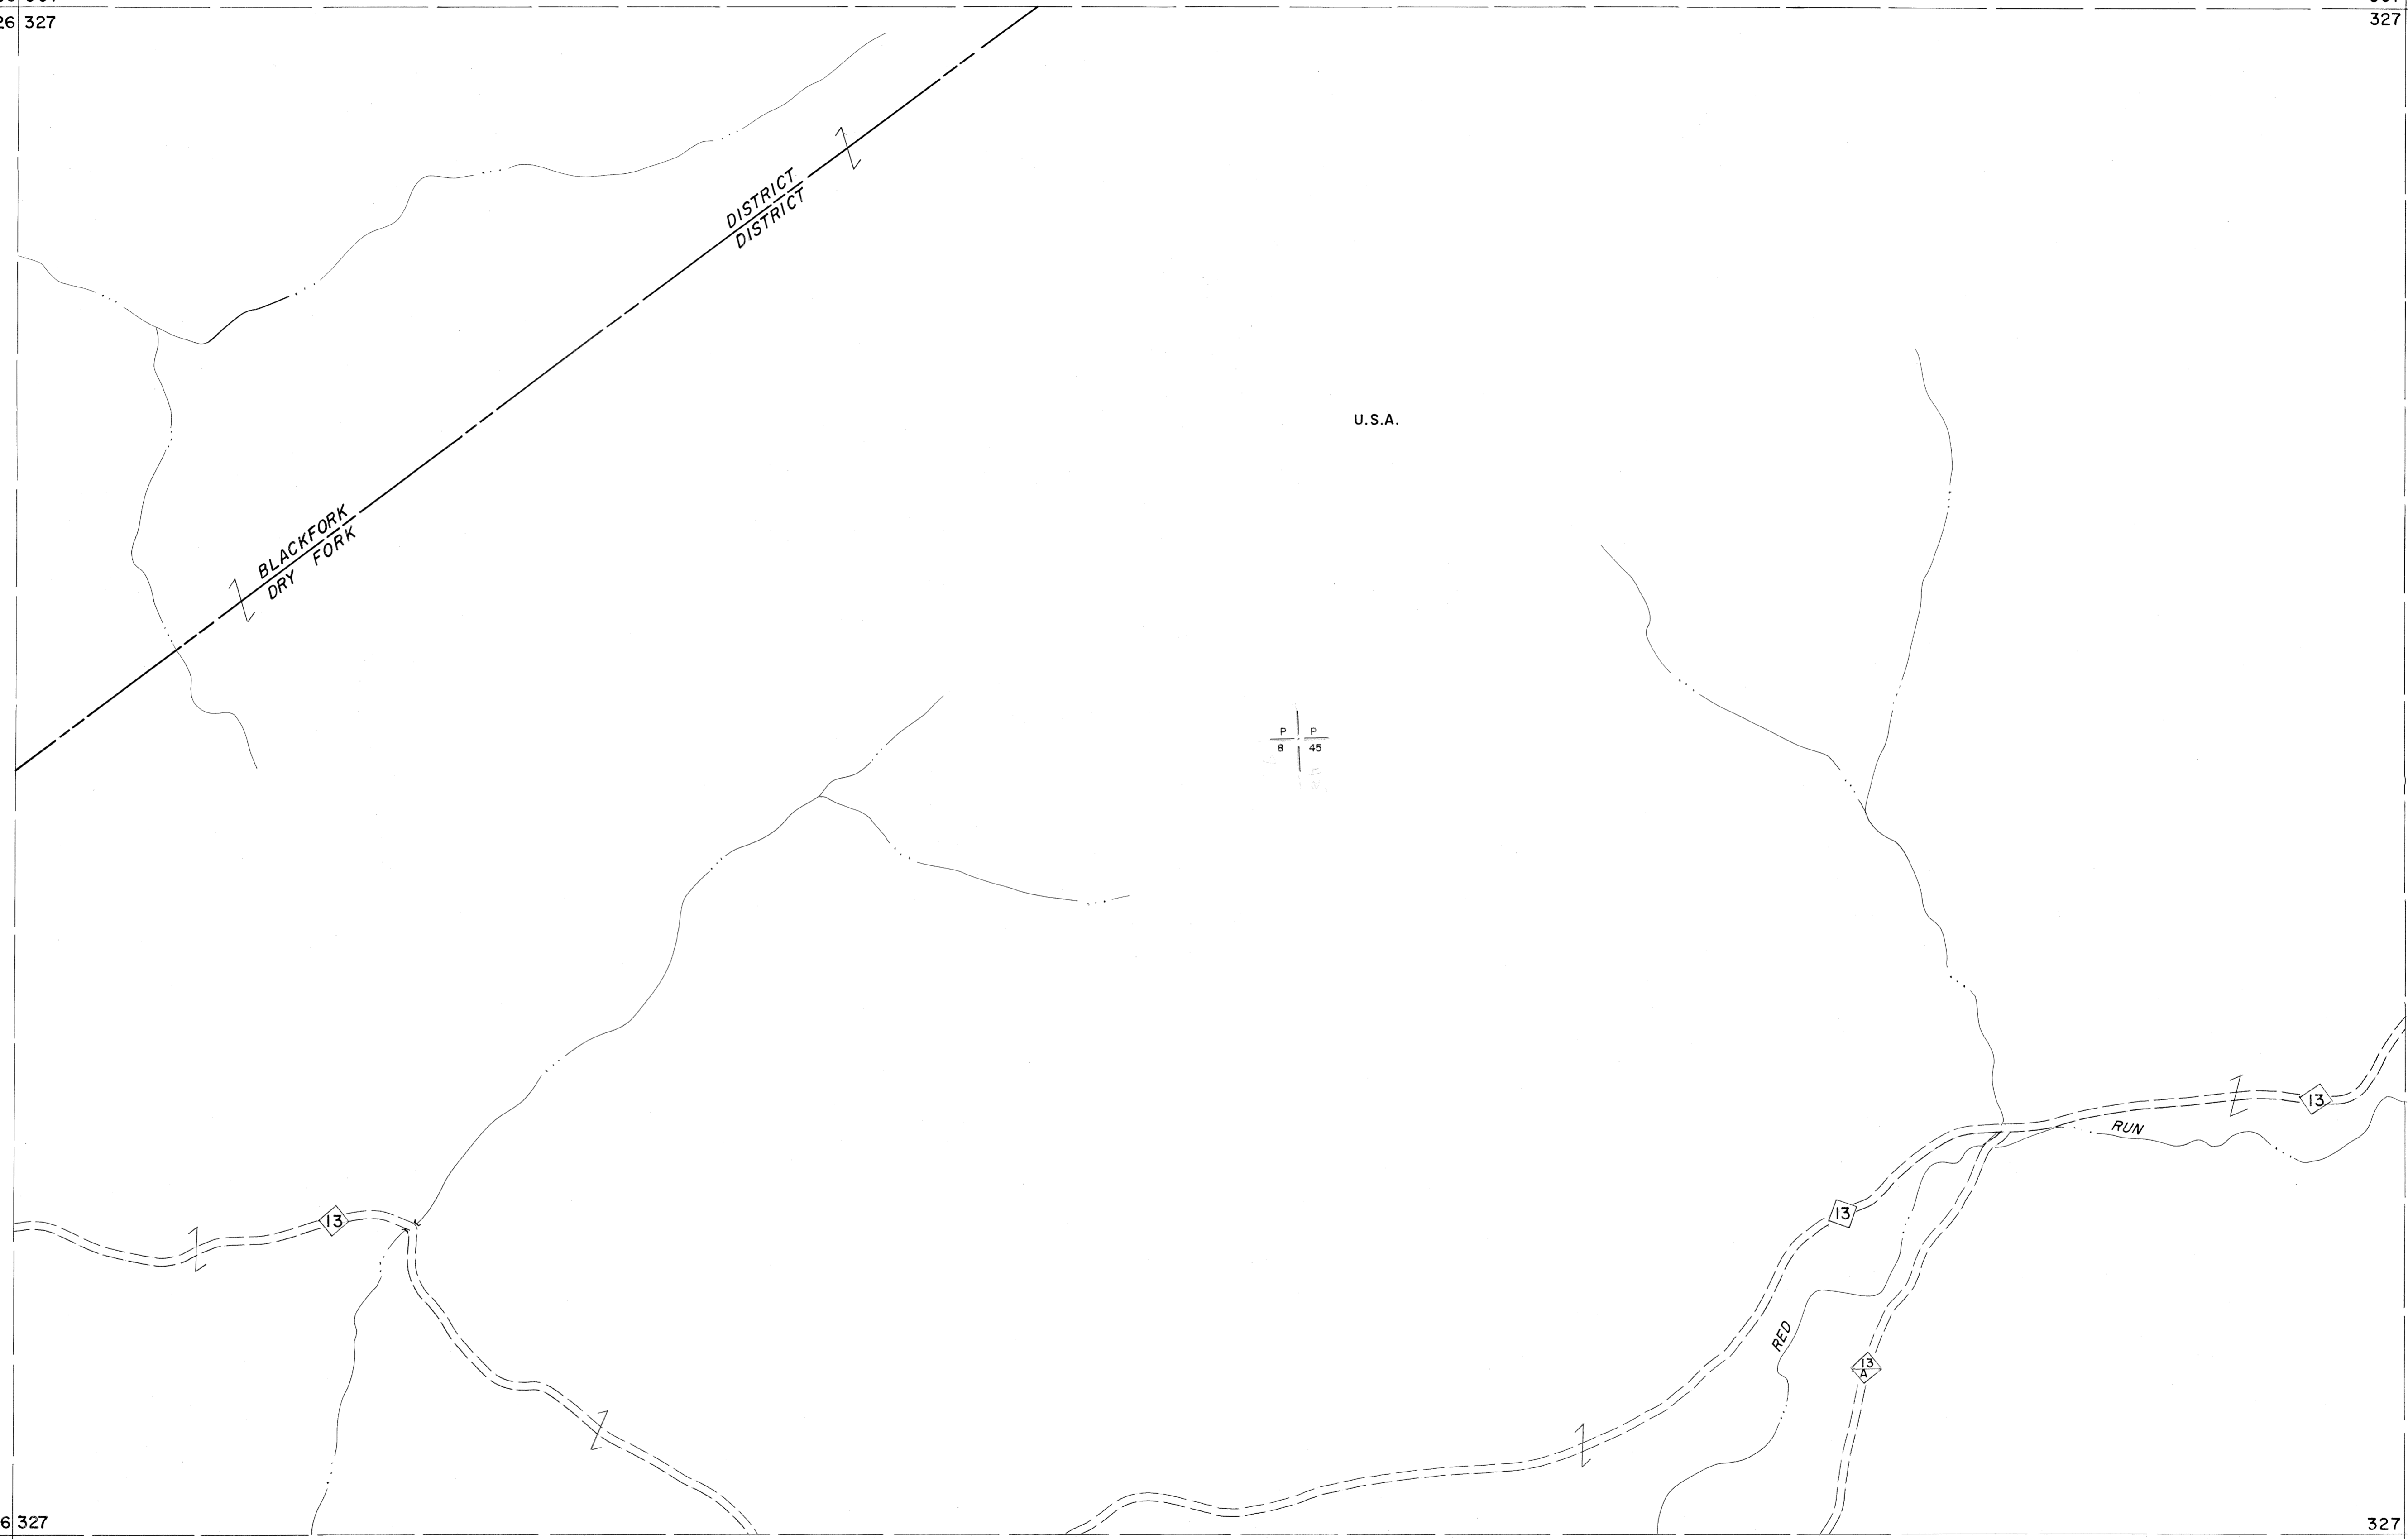 26 327
327
DISTRICT
DISTRICT
U.S.A.
BLACKFORK
DRY FORK
P P
8 45
13
RUN
13
13
RED
13
A
6 327
327